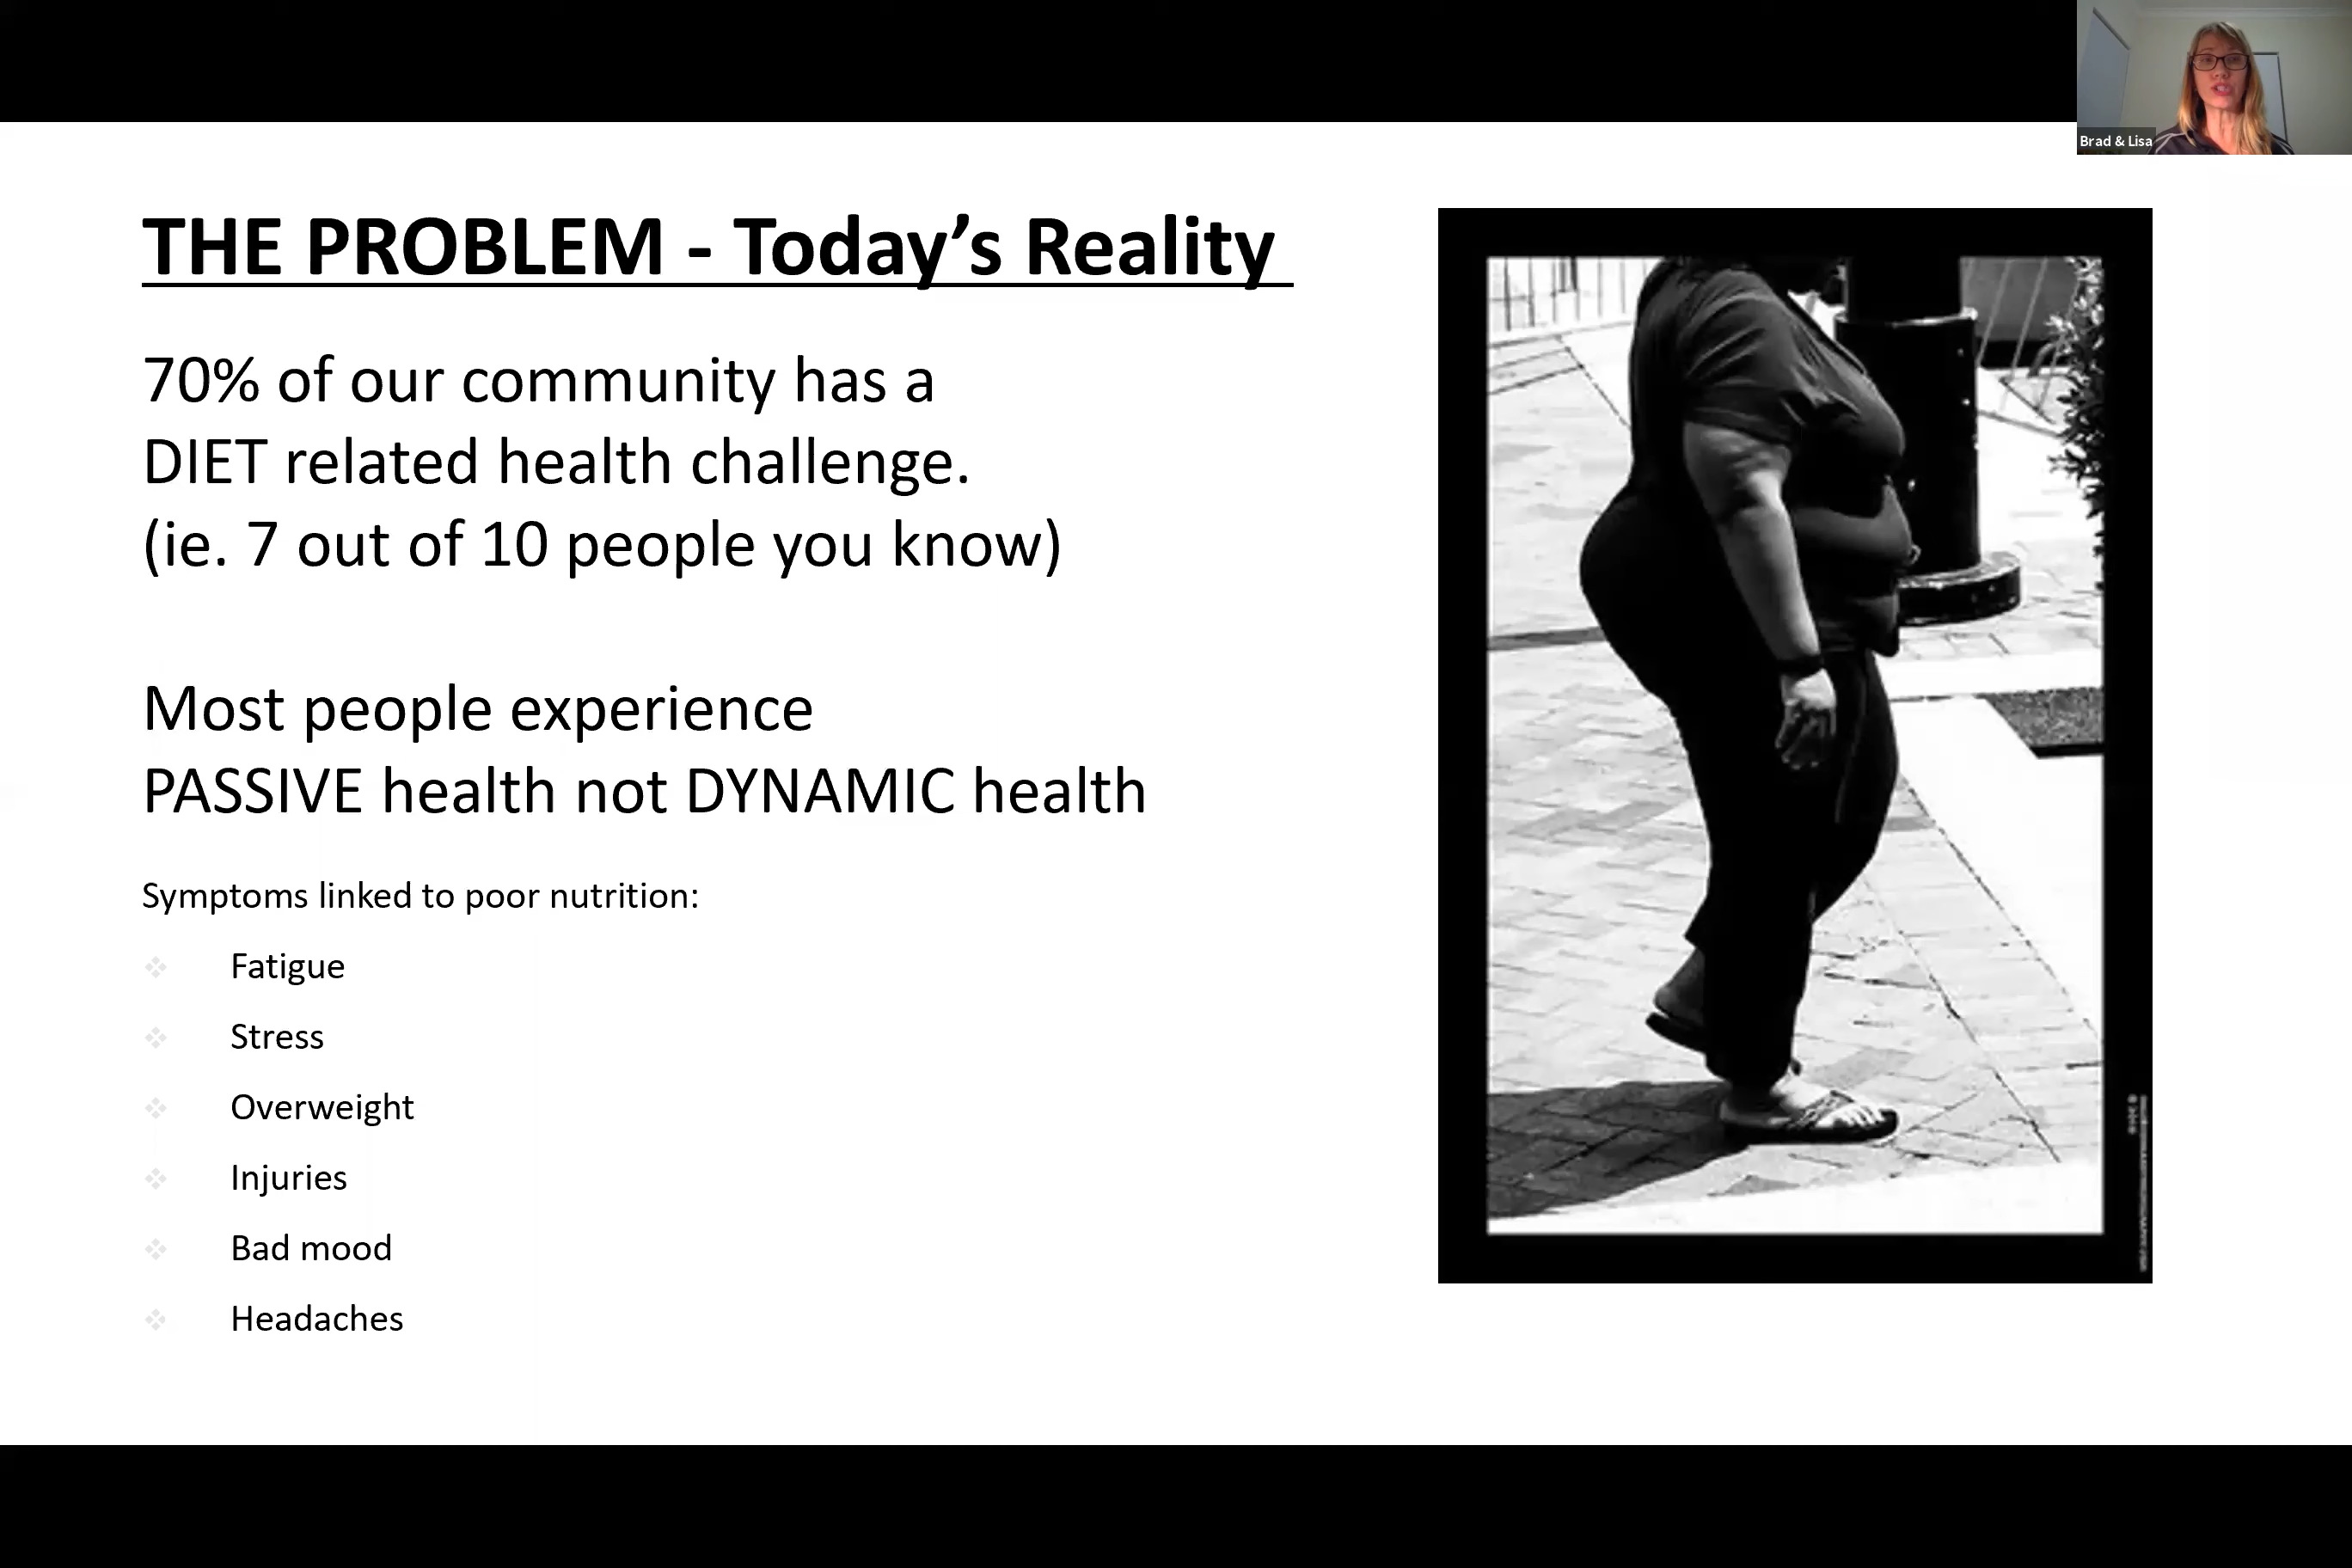 Brad & Lisa
THE PROBLEM - Today’s Reality
70% of our community has a
DIET related health challenge.
(ie. 7 out of 10 people you know)
Most people experience
PASSIVE health not DYNAMIC health
Symptoms linked to poor nutrition:
❖ Fatigue
❖ Stress
❖ Overweight
❖ Injuries
❖ Bad mood
❖ Headaches